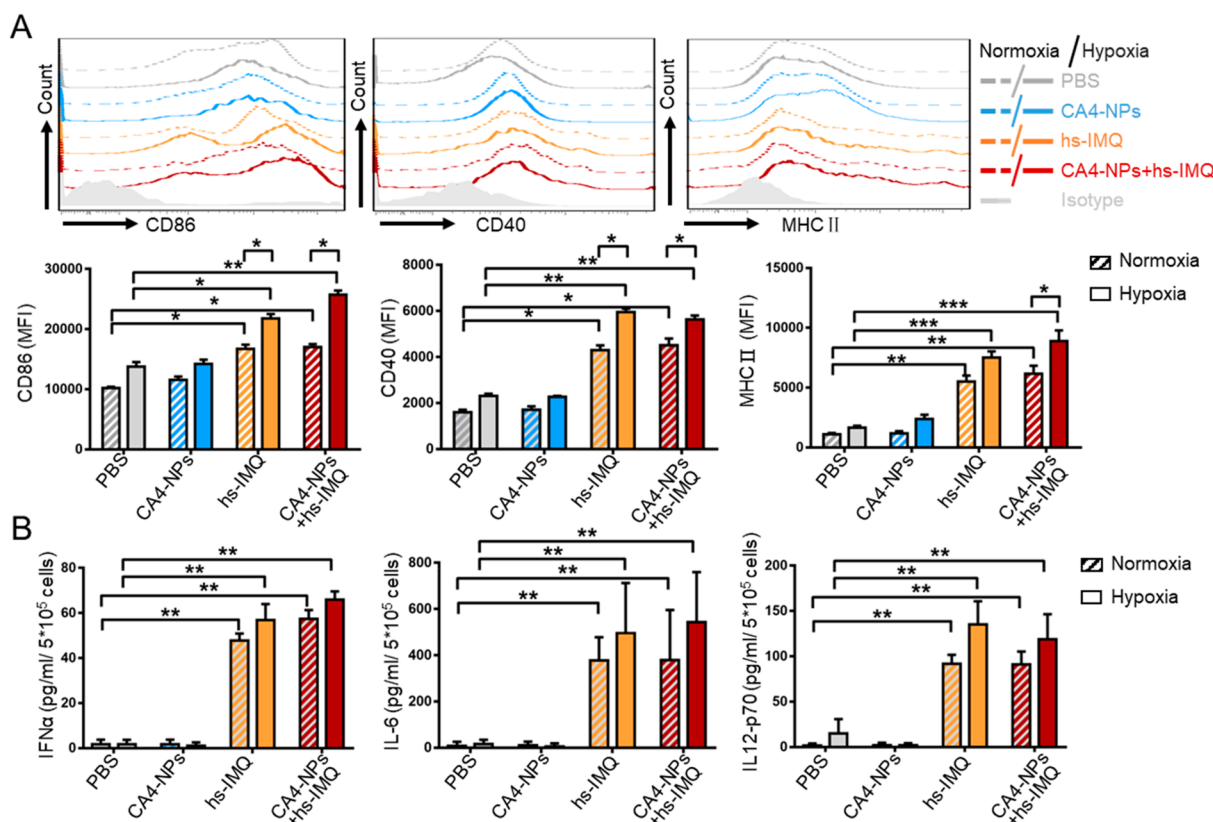 A
Count
CD86
Count
CD40
Count
MHC Ⅱ
Normoxia / Hypoxia
PBS
CA4-NPs
hs-IMQ
CA4-NPs+hs-IMQ
Isotype
CD86 (MFI)
30000
20000
10000
0
**
*
*
*
*
*
PBS
CA4-NPs
hs-IMQ
CA4-NPs
+hs-IMQ
CD40 (MFI)
8000
6000
4000
2000
0
*
*
**
**
*
*
PBS
CA4-NPs
hs-IMQ
CA4-NPs
+hs-IMQ
MHC Ⅱ (MFI)
15000
10000
5000
0
***
*
***
**
**
PBS
CA4-NPs
hs-IMQ
CA4-NPs
+hs-IMQ
Normoxia
Hypoxia
B
IFNα (pg/ml/ 5*10⁵ cells)
80
60
40
20
0
**
**
**
**
PBS
CA4-NPs
hs-IMQ
CA4-NPs
+hs-IMQ
IL-6 (pg/ml/ 5*10⁵ cells)
800
600
400
200
0
**
**
**
**
PBS
CA4-NPs
hs-IMQ
CA4-NPs
+hs-IMQ
IL12-p70 (pg/ml/ 5*10⁵ cells)
200
150
100
50
0
**
**
**
**
PBS
CA4-NPs
hs-IMQ
CA4-NPs
+hs-IMQ
Normoxia
Hypoxia